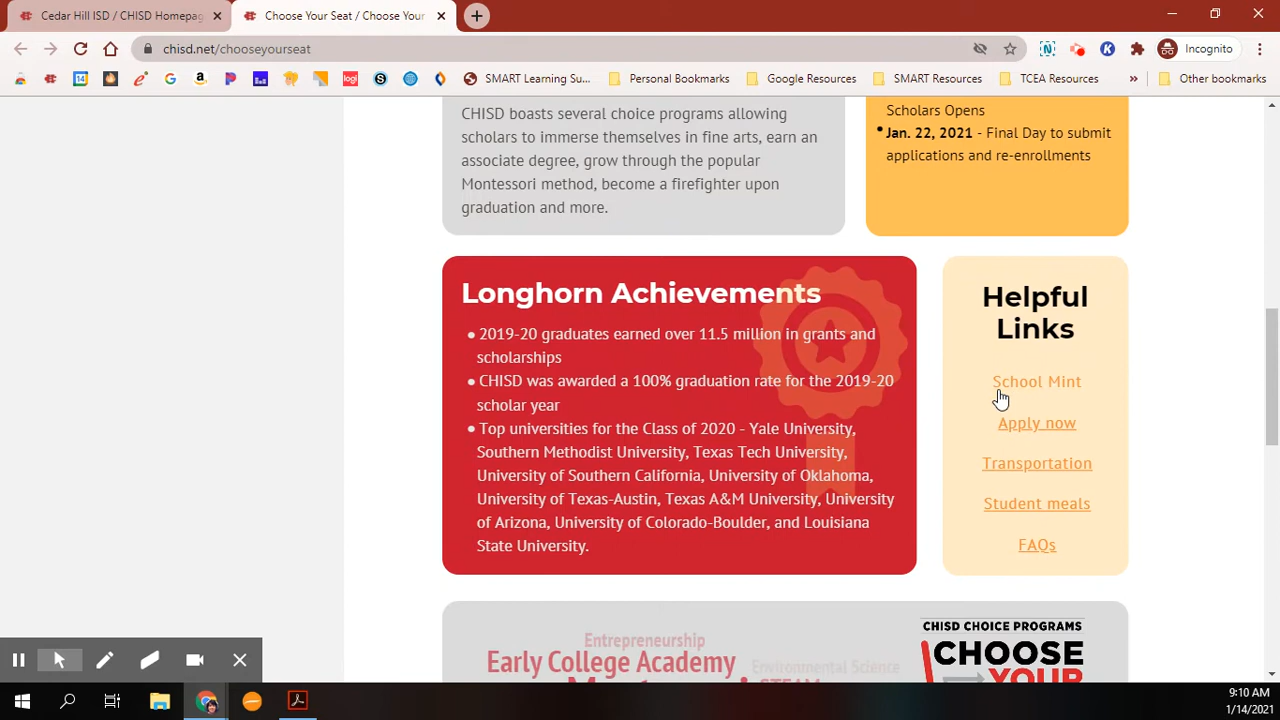 Cedar Hill ISD / CHISD Homepag
Choose Your Seat / Choose Your
chisd.net/chooseyourseat
Incognito
SMART Learning Su...
Personal Bookmarks
Google Resources
SMART Resources
TCEA Resources
Other bookmarks
CHISD boasts several choice programs allowing
scholars to immerse themselves in fine arts, earn an
associate degree, grow through the popular
Montessori method, become a firefighter upon
graduation and more.
Scholars Opens
• Jan. 22, 2021 - Final Day to submit
applications and re-enrollments
Longhorn Achievements
• 2019-20 graduates earned over 11.5 million in grants and
scholarships
• CHISD was awarded a 100% graduation rate for the 2019-20
scholar year
• Top universities for the Class of 2020 - Yale University,
Southern Methodist University, Texas Tech University,
University of Southern California, University of Oklahoma,
University of Texas-Austin, Texas A&M University, University
of Arizona, University of Colorado-Boulder, and Louisiana
State University.
Helpful
Links
School Mint
Apply now
Transportation
Student meals
FAQs
Entrepreneurship
Early College Academy
Environmental Science
CHISD CHOICE PROGRAMS
CHOOSE
YOUR
9:10 AM
1/14/2021